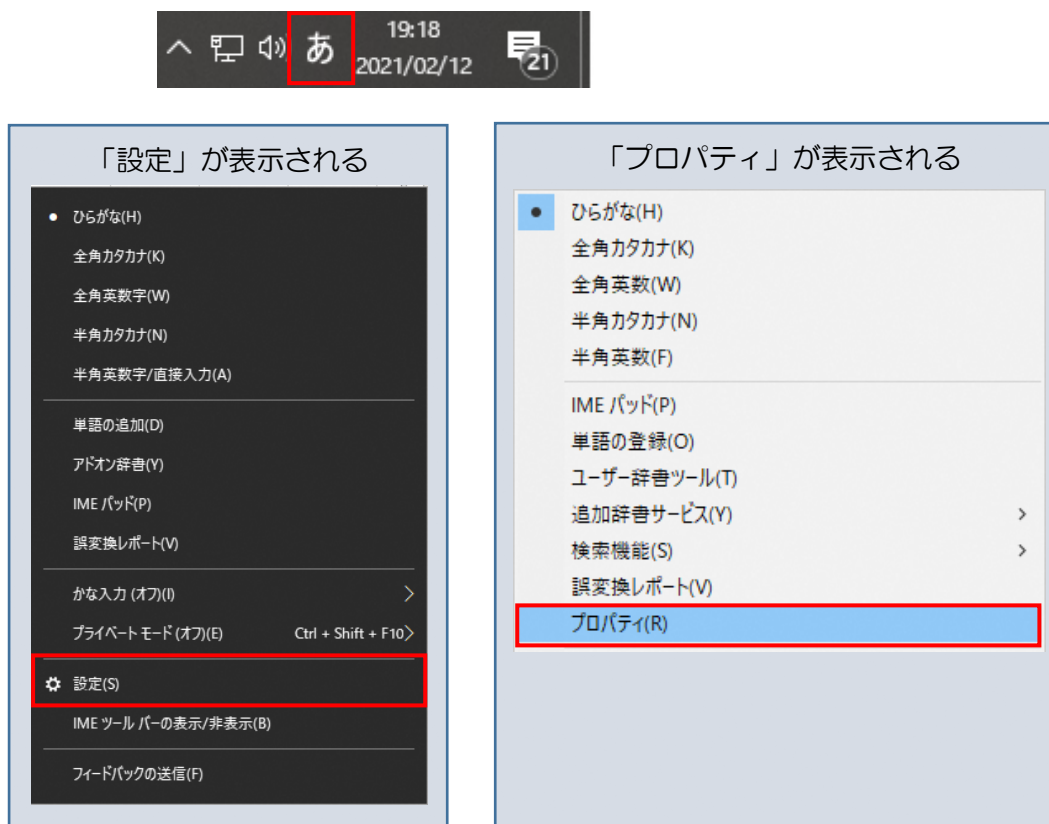 あ
19:18
2021/02/12
21
「設定」が表示される
ひらがな(H)
全角カタカナ(K)
全角英数字(W)
半角カタカナ(N)
半角英数字/直接入力(A)
単語の追加(D)
アドオン辞書(Y)
IME パッド(P)
誤変換レポート(V)
かな入力 (オフ)(I)
プライベート モード (オフ)(E) Ctrl + Shift + F10
設定(S)
IME ツール バーの表示/非表示(B)
フィードバックの送信(F)
「プロパティ」が表示される
ひらがな(H)
全角カタカナ(K)
全角英数(W)
半角カタカナ(N)
半角英数(F)
IME パッド(P)
単語の登録(O)
ユーザー辞書ツール(T)
追加辞書サービス(Y)
検索機能(S)
誤変換レポート(V)
プロパティ(R)